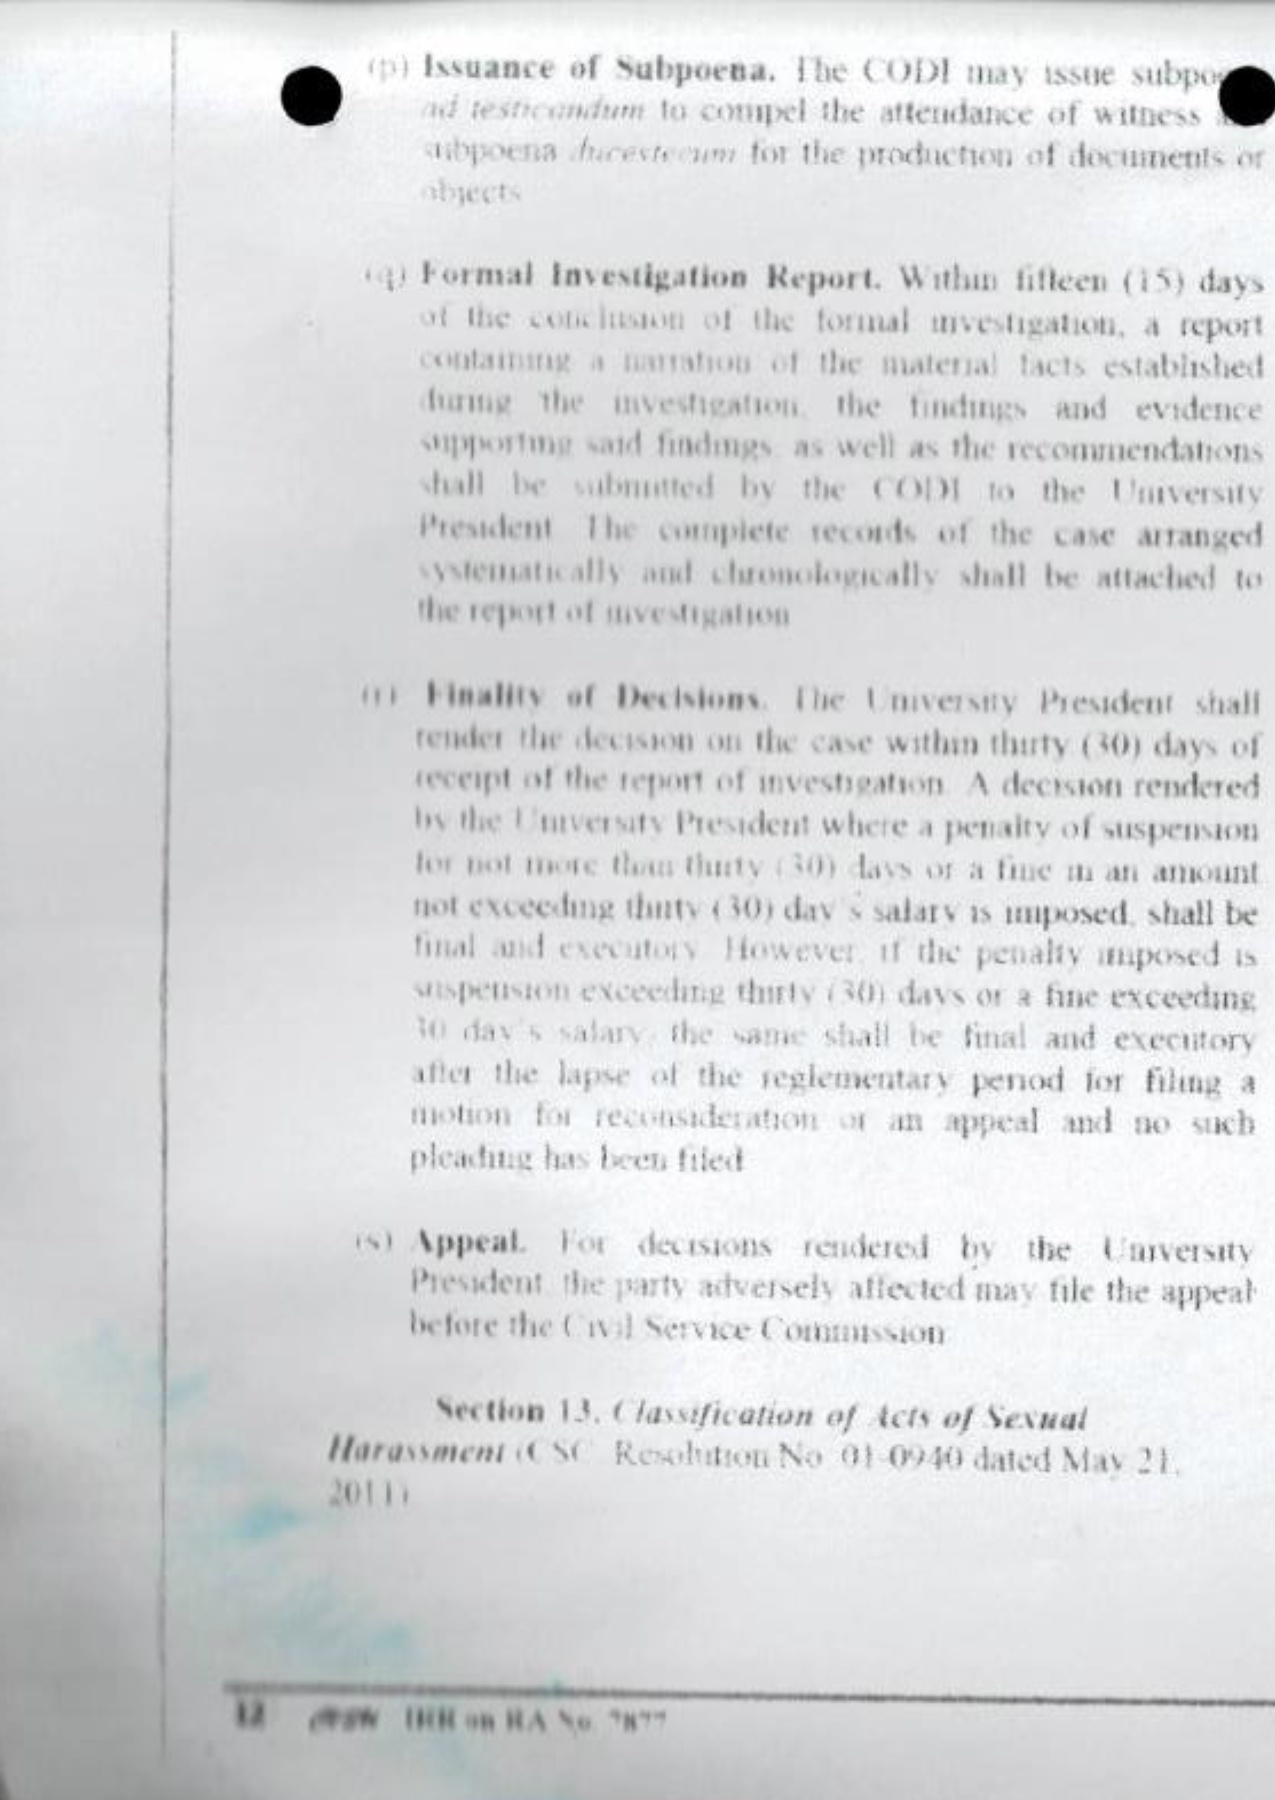 (p) Issuance of Subpoena. The CODI may issue
ad testicandum to compel the attendance of witness
subpoena ducestecum for the production of documents or
objects
(q) Formal Investigation Report. Within fifteen (15) days
of the conclusion of the formal investigation, a report
containing a narration of the material facts established
during the investigation, the findings and evidence
supporting said findings, as well as the recommendations
shall be submitted by the CODI to the University
President. The complete records of the case arranged
systematically and chronologically shall be attached to
the report of investigation
(r) Finality of Decisions. The University President shall
render the decision on the case within thirty (30) days of
receipt of the report of investigation. A decision rendered
by the University President where a penalty of suspension
for not more than thirty (30) days or a fine in an amount
not exceeding thirty (30) day's salary is imposed, shall be
final and executory. However, if the penalty imposed is
suspension exceeding thirty (30) days or a fine exceeding
30 day's salary, the same shall be final and executory
after the lapse of the reglementary period for filing a
motion for reconsideration or an appeal and no such
pleading has been filed
(s) Appeal. For decisions rendered by the University
President, the party adversely affected may file the appeal
before the Civil Service Commission
Section 13. Classification of Acts of Sexual
Harassment (CSC Resolution No. 01-0940 dated May 21,
2011)
12 IRR on RA No. 7877